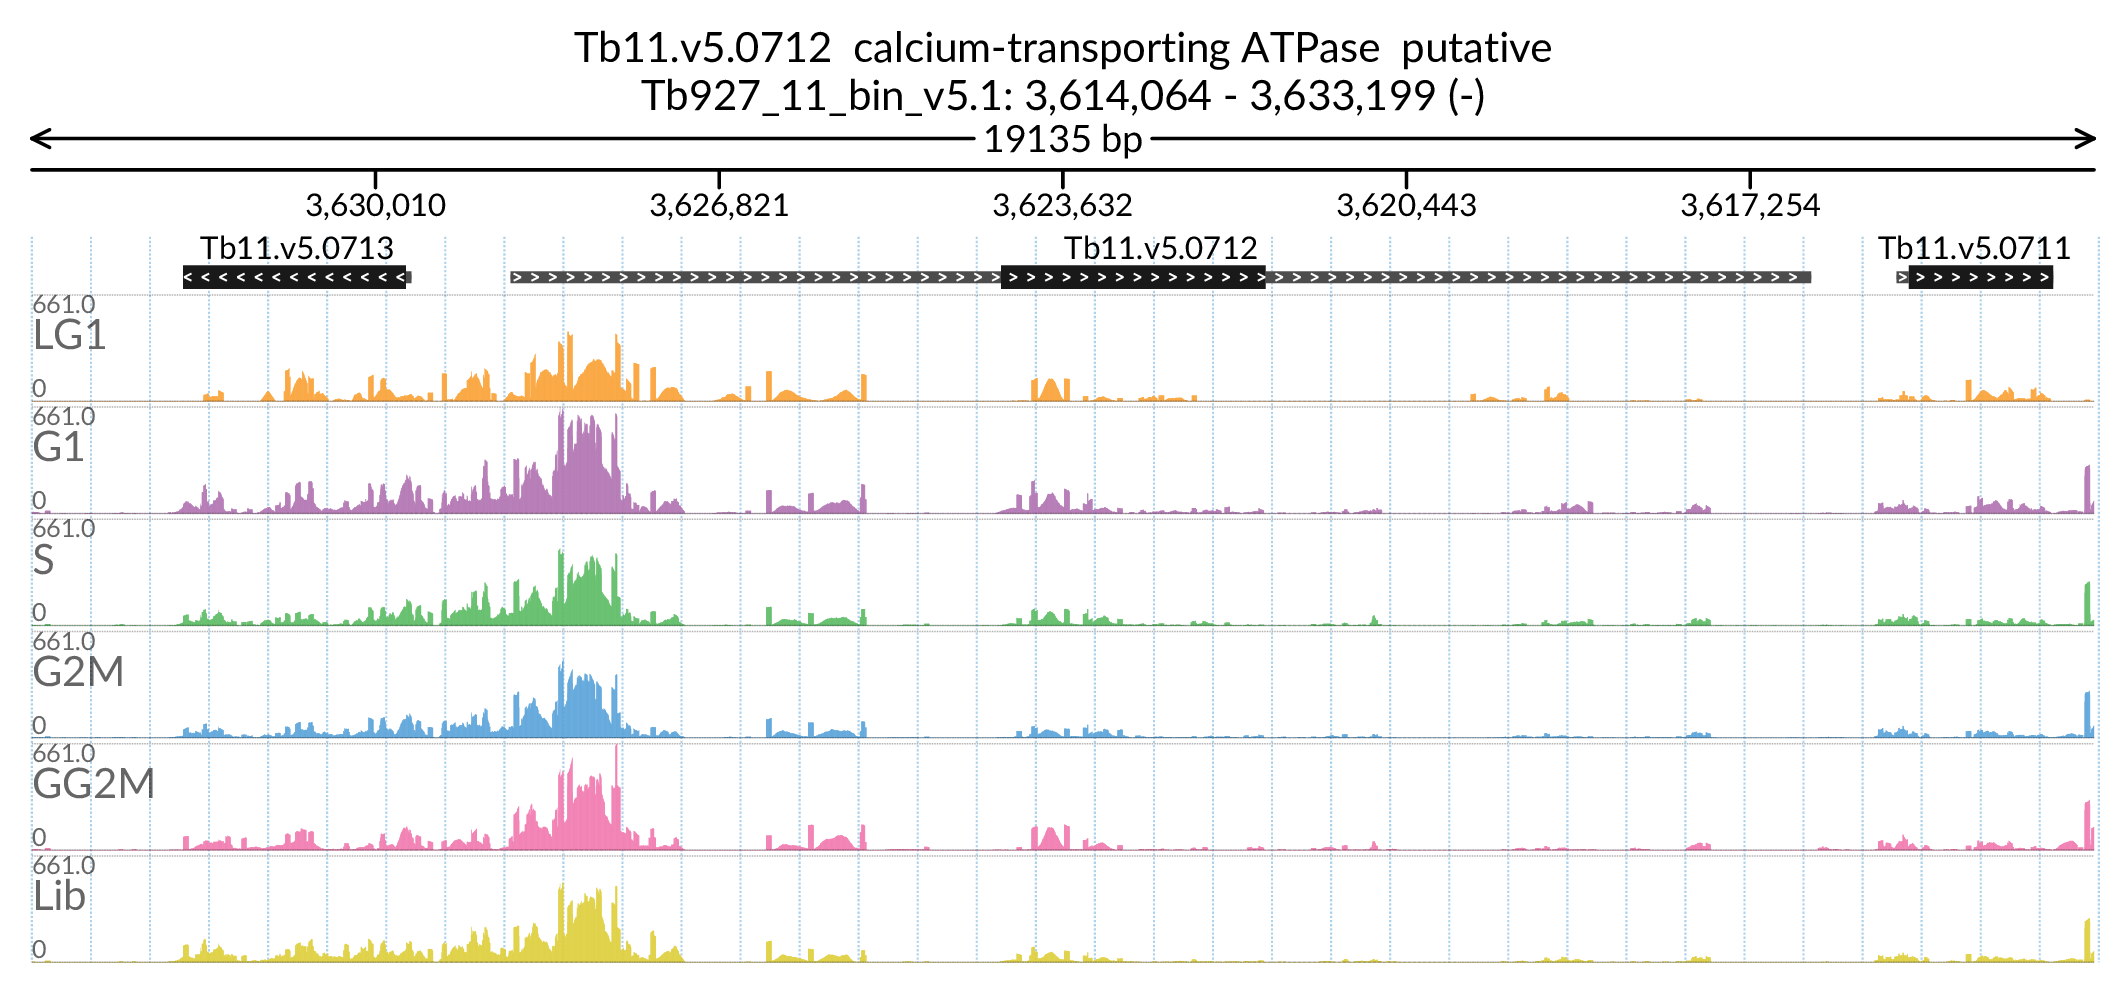 Tb11.v5.0712  calcium-transporting ATPase  putative
Tb927_11_bin_v5.1: 3,614,064 - 3,633,199 (-)
19135 bp
3,630,010 3,626,821 3,623,632 3,620,443 3,617,254
Tb11.v5.0713 Tb11.v5.0712 Tb11.v5.0711
661.0
LG1
0
661.0
G1
0
661.0
S
0
661.0
G2M
0
661.0
GG2M
0
661.0
Lib
0